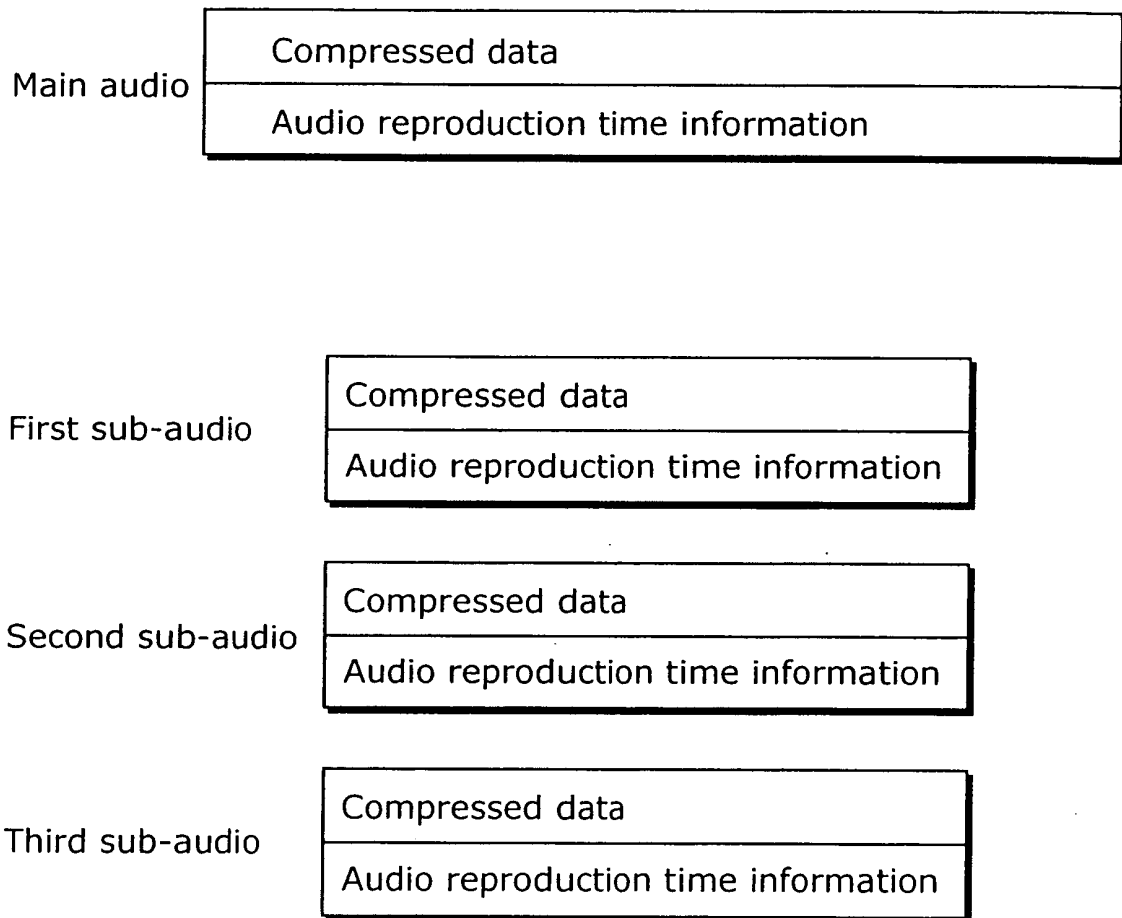 Main audio
Compressed data
Audio reproduction time information
First sub-audio
Compressed data
Audio reproduction time information
Second sub-audio
Compressed data
Audio reproduction time information
Third sub-audio
Compressed data
Audio reproduction time information